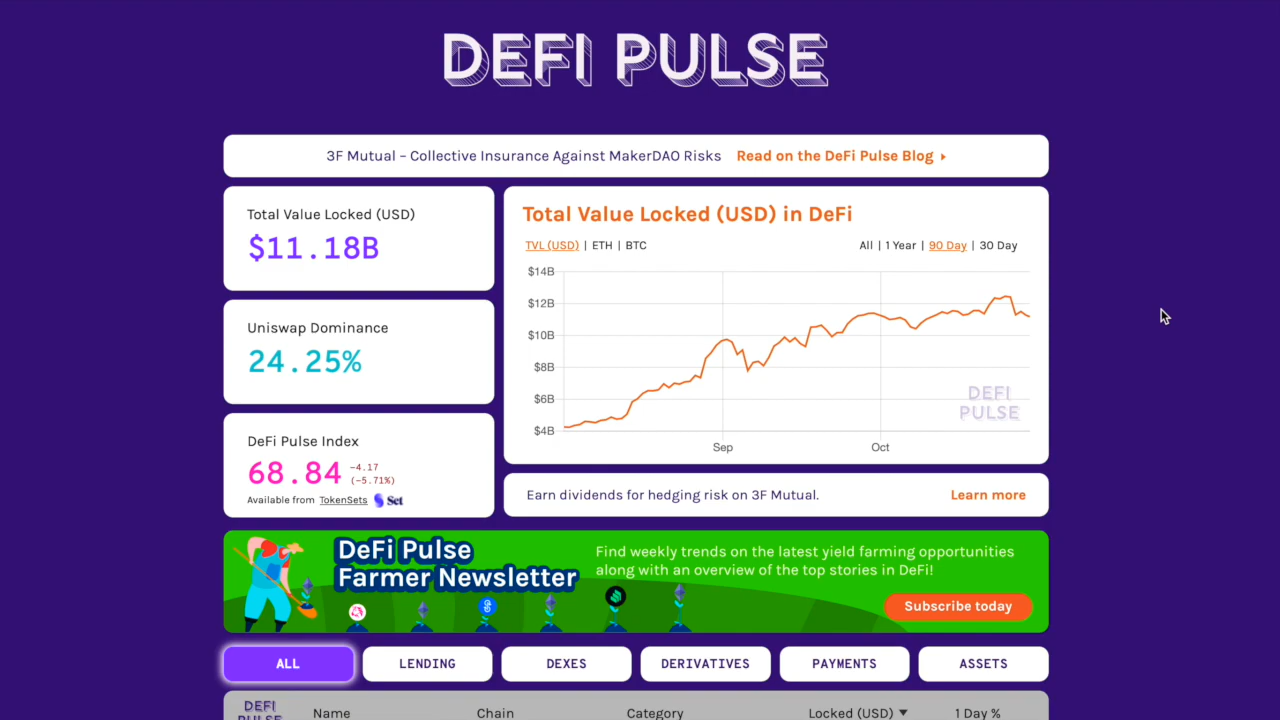 DEFI PULSE
3F Mutual – Collective Insurance Against MakerDAO Risks Read on the DeFi Pulse Blog
Total Value Locked (USD)
$11.18B
Uniswap Dominance
24.25%
DeFi Pulse Index
68.84
-4.17
(-5.71%)
Available from TokenSets Set
Total Value Locked (USD) in DeFi
TVL (USD) | ETH | BTC
All | 1 Year | 90 Day | 30 Day
$14B
$12B
$10B
$8B
$6B
$4B
Sep
Oct
DEFI
PULSE
Earn dividends for hedging risk on 3F Mutual. Learn more
DeFi Pulse
Farmer Newsletter
Find weekly trends on the latest yield farming opportunities
along with an overview of the top stories in DeFi!
Subscribe today
ALL
LENDING
DEXES
DERIVATIVES
PAYMENTS
ASSETS
DEFI
PULSE
Name
Chain
Category
Locked (USD)
1 Day %